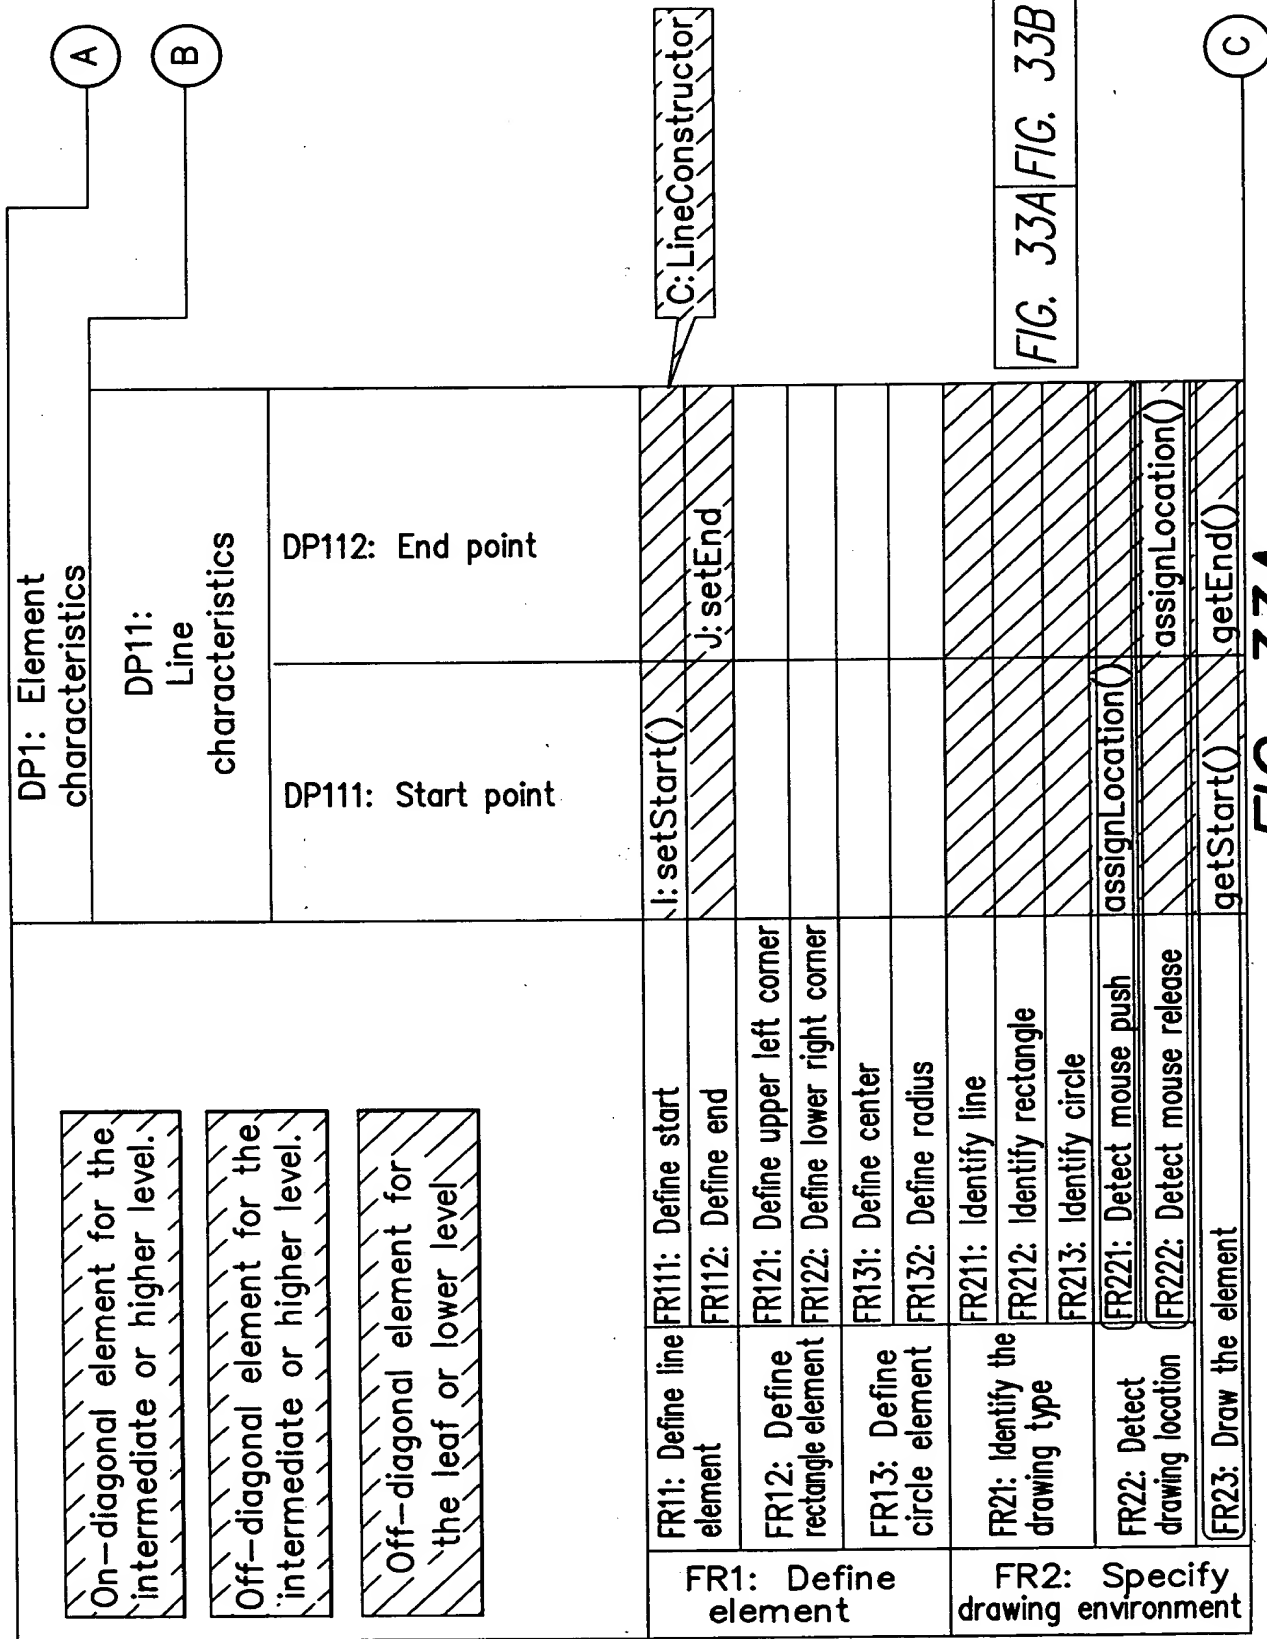 On-diagonal element for the
intermediate or higher level.
Off-diagonal element for the
intermediate or higher level.
Off-diagonal element for
the leaf or lower level
DP1: Element
characteristics
A
B
DP11:
Line
characteristics
DP111: Start point
DP112: End point
C:LineConstructor
FR1: Define
element
FR11: Define line
element
FR111: Define start
I:setStart()
FR112: Define end
J:setEnd
FR12: Define
rectangle element
FR121: Define upper left corner
FR122: Define lower right corner
FR13: Define
circle element
FR131: Define center
FR132: Define radius
FR2: Specify
drawing environment
FR21: Identify the
drawing type
FR211: Identify line
FR212: Identify rectangle
FR213: Identify circle
FR22: Detect
drawing location
FR221: Detect mouse push
assignLocation()
FR222: Detect mouse release
assignLocation()
FR23: Draw the element
getStart()
getEnd()
C
FIG. 33A
FIG. 33B
FIG. 33A